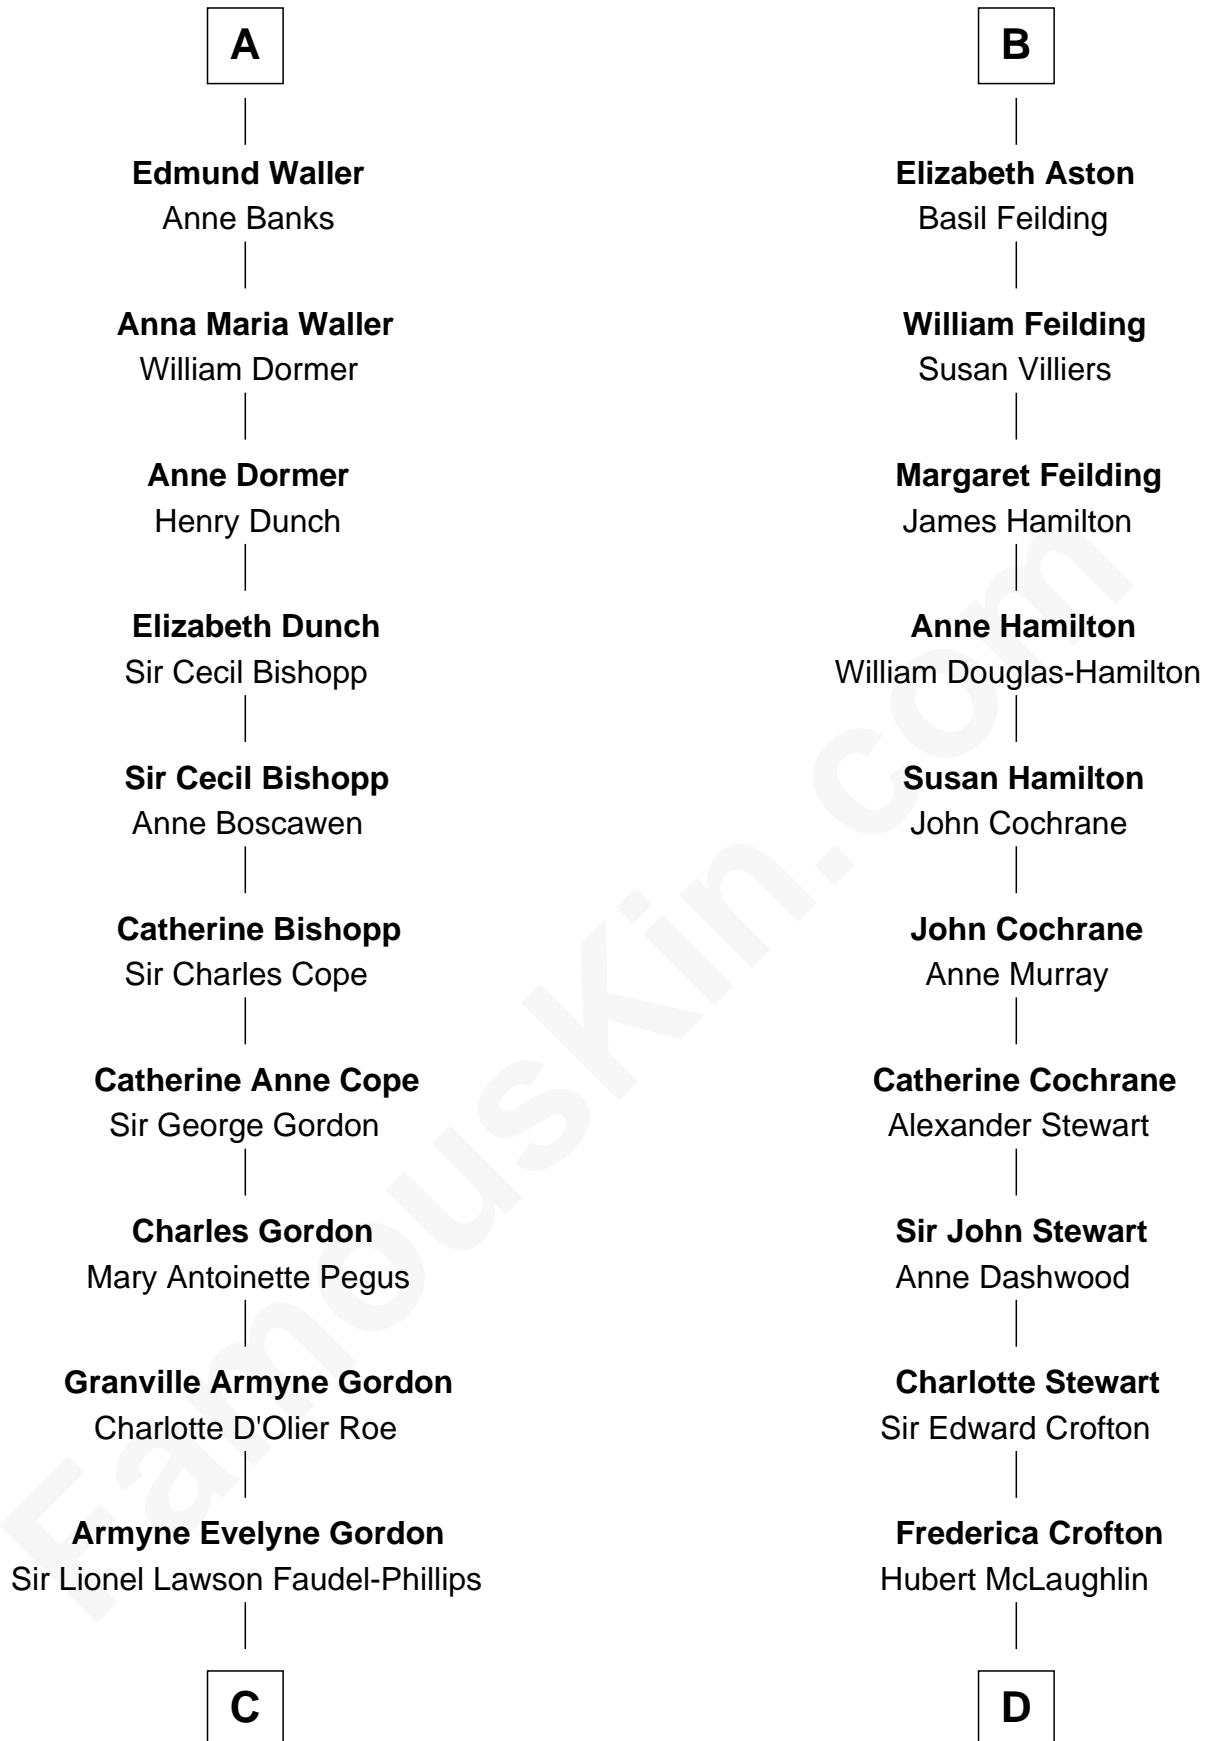 A
Edmund Waller
Anne Banks
Anna Maria Waller
William Dormer
Anne Dormer
Henry Dunch
Elizabeth Dunch
Sir Cecil Bishopp
Sir Cecil Bishopp
Anne Boscawen
Catherine Bishopp
Sir Charles Cope
Catherine Anne Cope
Sir George Gordon
Charles Gordon
Mary Antoinette Pegus
Granville Armyne Gordon
Charlotte D'Olier Roe
Armyne Evelyne Gordon
Sir Lionel Lawson Faudel-Phillips
C
B
Elizabeth Aston
Basil Feilding
William Feilding
Susan Villiers
Margaret Feilding
James Hamilton
Anne Hamilton
William Douglas-Hamilton
Susan Hamilton
John Cochrane
John Cochrane
Anne Murray
Catherine Cochrane
Alexander Stewart
Sir John Stewart
Anne Dashwood
Charlotte Stewart
Sir Edward Crofton
Frederica Crofton
Hubert McLaughlin
D
FamousKin.com